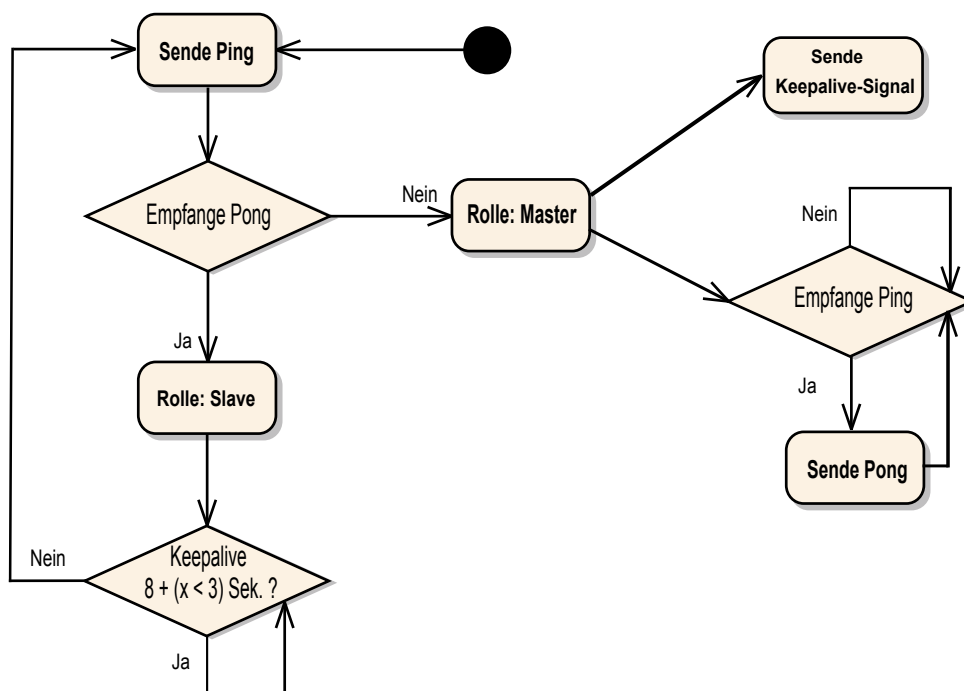 Sende Ping
Sende
Keepalive-Signal
Empfange Pong
Nein
Rolle: Master
Nein
Empfange Ping
Ja
Rolle: Slave
Ja
Sende Pong
Nein
Keepalive
8 + (x < 3) Sek. ?
Ja